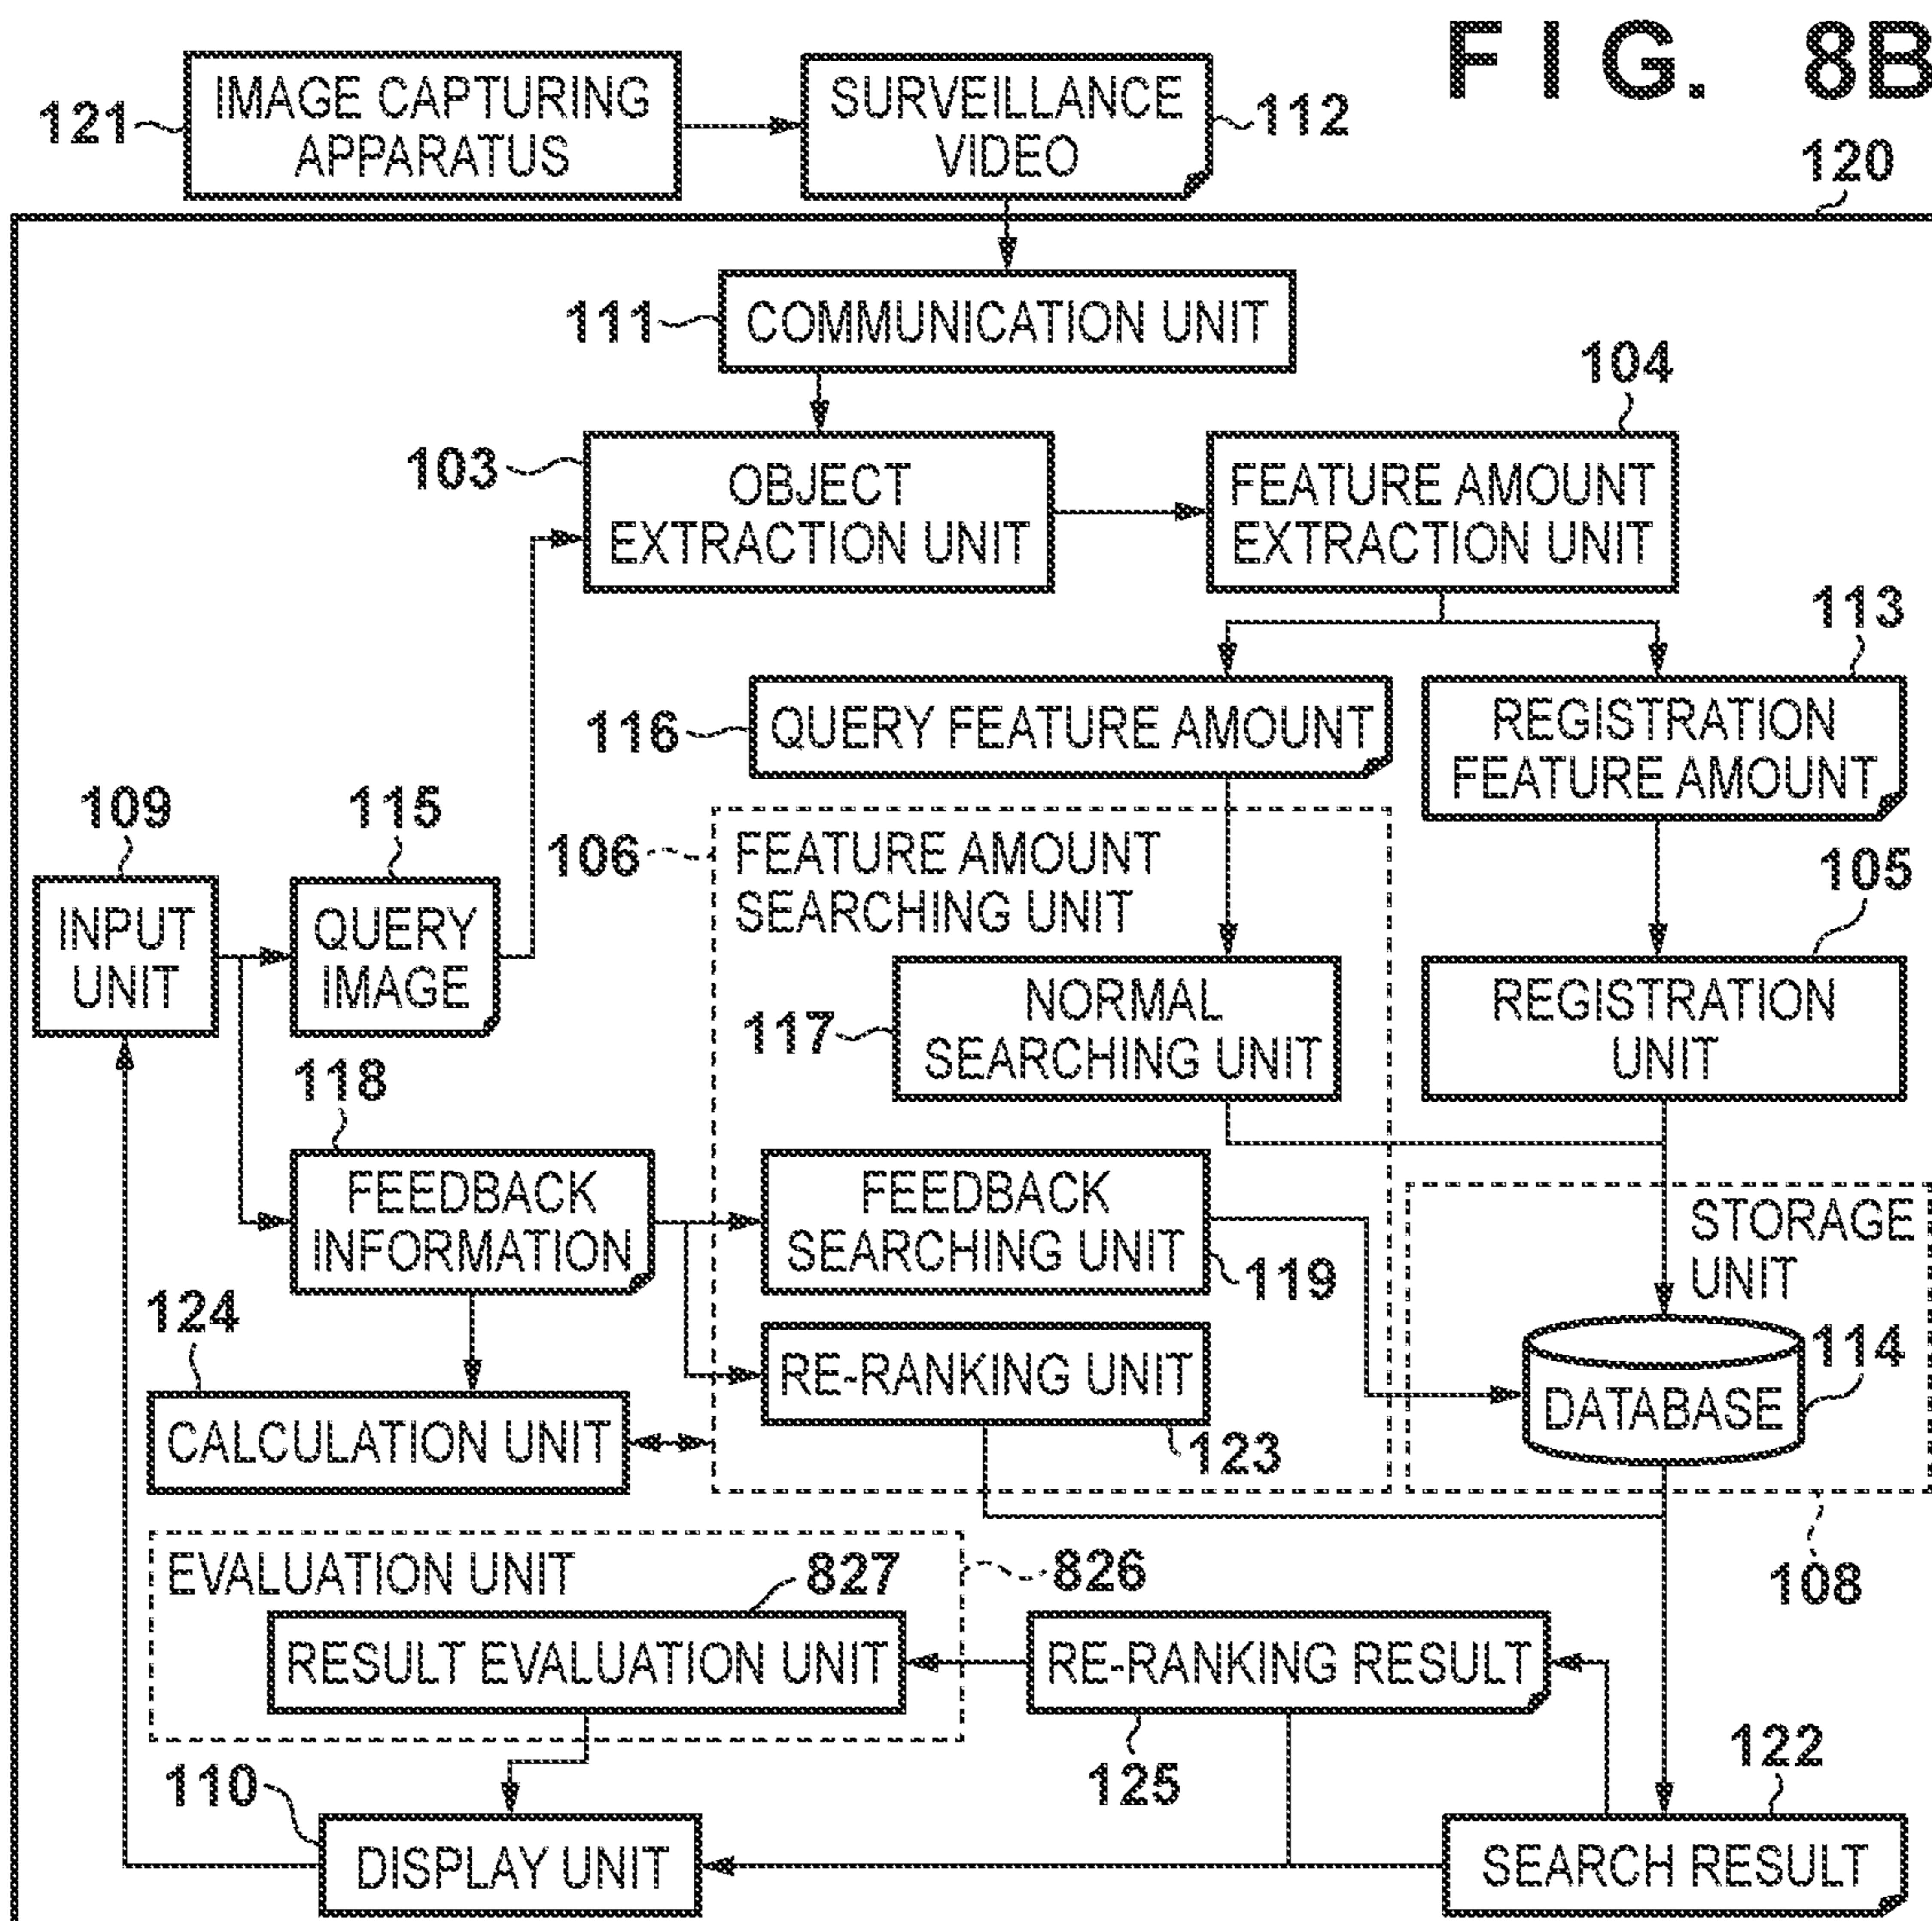 FIG. 8B
121
IMAGE CAPTURING
APPARATUS
SURVEILLANCE
VIDEO
112
120
111
COMMUNICATION UNIT
104
103
OBJECT
EXTRACTION UNIT
FEATURE AMOUNT
EXTRACTION UNIT
113
116
QUERY FEATURE AMOUNT
REGISTRATION
FEATURE AMOUNT
109
115
106
FEATURE AMOUNT
SEARCHING UNIT
105
INPUT
UNIT
QUERY
IMAGE
117
NORMAL
SEARCHING UNIT
REGISTRATION
UNIT
118
FEEDBACK
INFORMATION
FEEDBACK
SEARCHING UNIT
119
STORAGE
UNIT
124
RE-RANKING UNIT
123
114
DATABASE
CALCULATION UNIT
108
EVALUATION UNIT
827
826
RESULT EVALUATION UNIT
RE-RANKING RESULT
125
122
110
DISPLAY UNIT
SEARCH RESULT